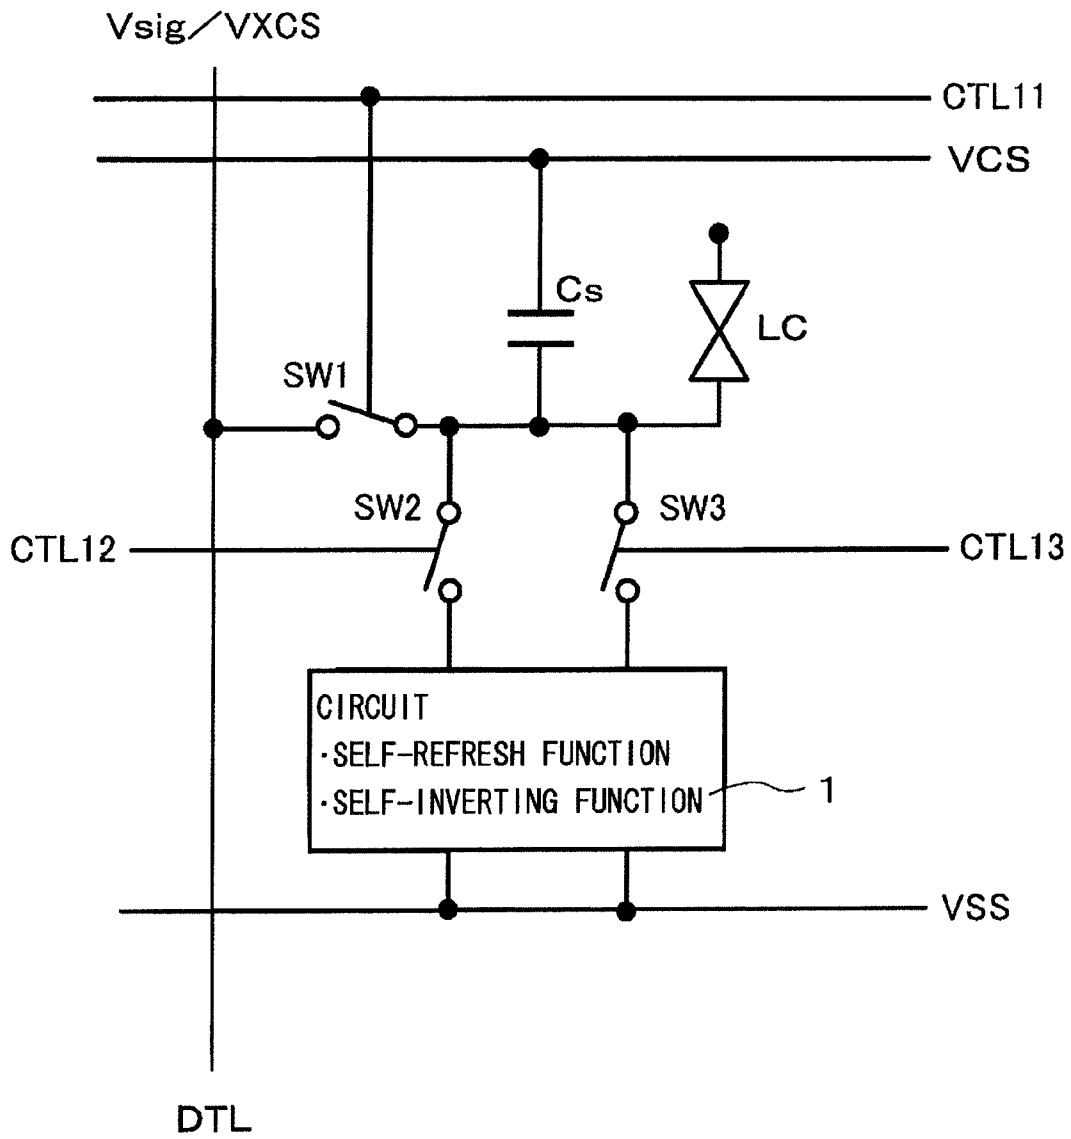 Vsig/VXCS
CTL11
VCS
Cs
LC
SW1
SW2
SW3
CTL12
CTL13
CIRCUIT
·SELF-REFRESH FUNCTION
·SELF-INVERTING FUNCTION
1
VSS
DTL